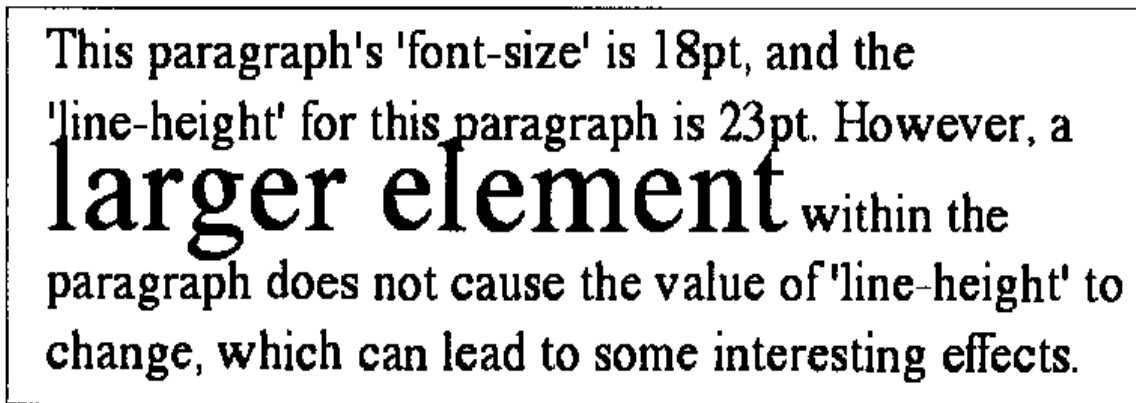 This paragraph's 'font-size' is 18pt, and the
'line-height' for this paragraph is 23pt. However, a
larger element within the
paragraph does not cause the value of 'line-height' to
change, which can lead to some interesting effects.